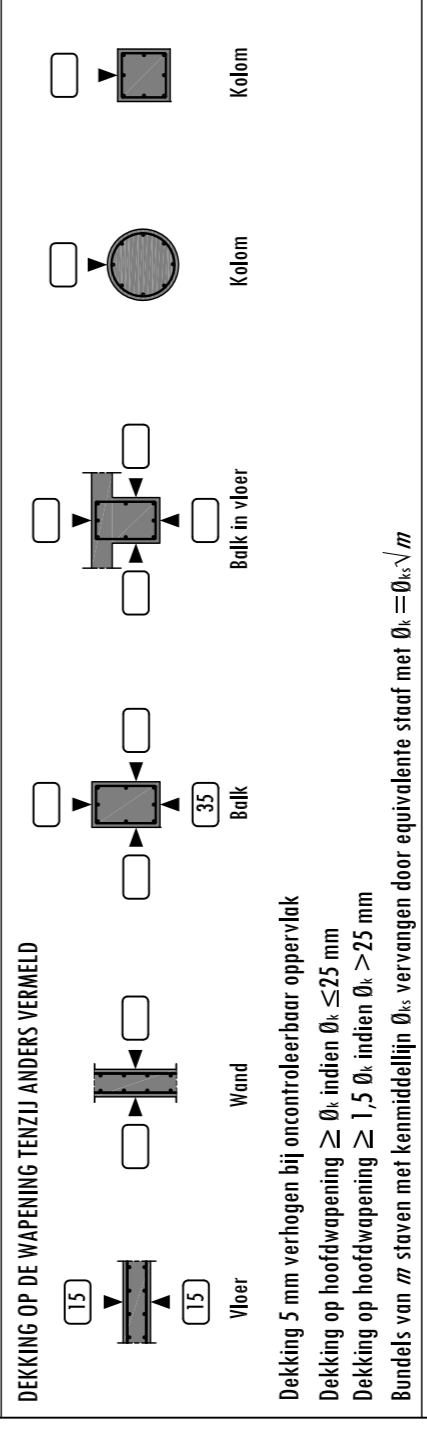 DEKKING OP DE WAPENING TENZIJ ANDERS VERMELD
15
15
35
Vloer
Wand
Balk
Balk in vloer
Kolom
Kolom
Dekking 5 mm verhogen bij oncontroleerbaar oppervlak
Dekking op hoofdwapening ≥ Øk indien Øk ≤25 mm
Dekking op hoofdwapening ≥ 1,5 Øk indien Øk >25 mm
Bundels van m staven met kenmiddellijn Øks vervangen door equivalente staaf met Øk =Øks√m